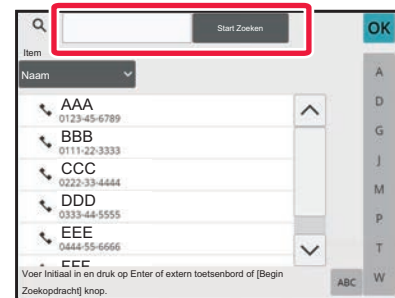 Start Zoeken
OK
Item
Naam
A
AAA
0123-45-6789
D
BBB
0111-22-3333
G
CCC
0222-33-4444
J
DDD
0333-44-5555
M
EEE
0444-55-6666
P
FFF
T
Voer Initiaal in en druk op Enter of extern toetsenbord of [Begin
Zoekopdracht] knop.
ABC
W